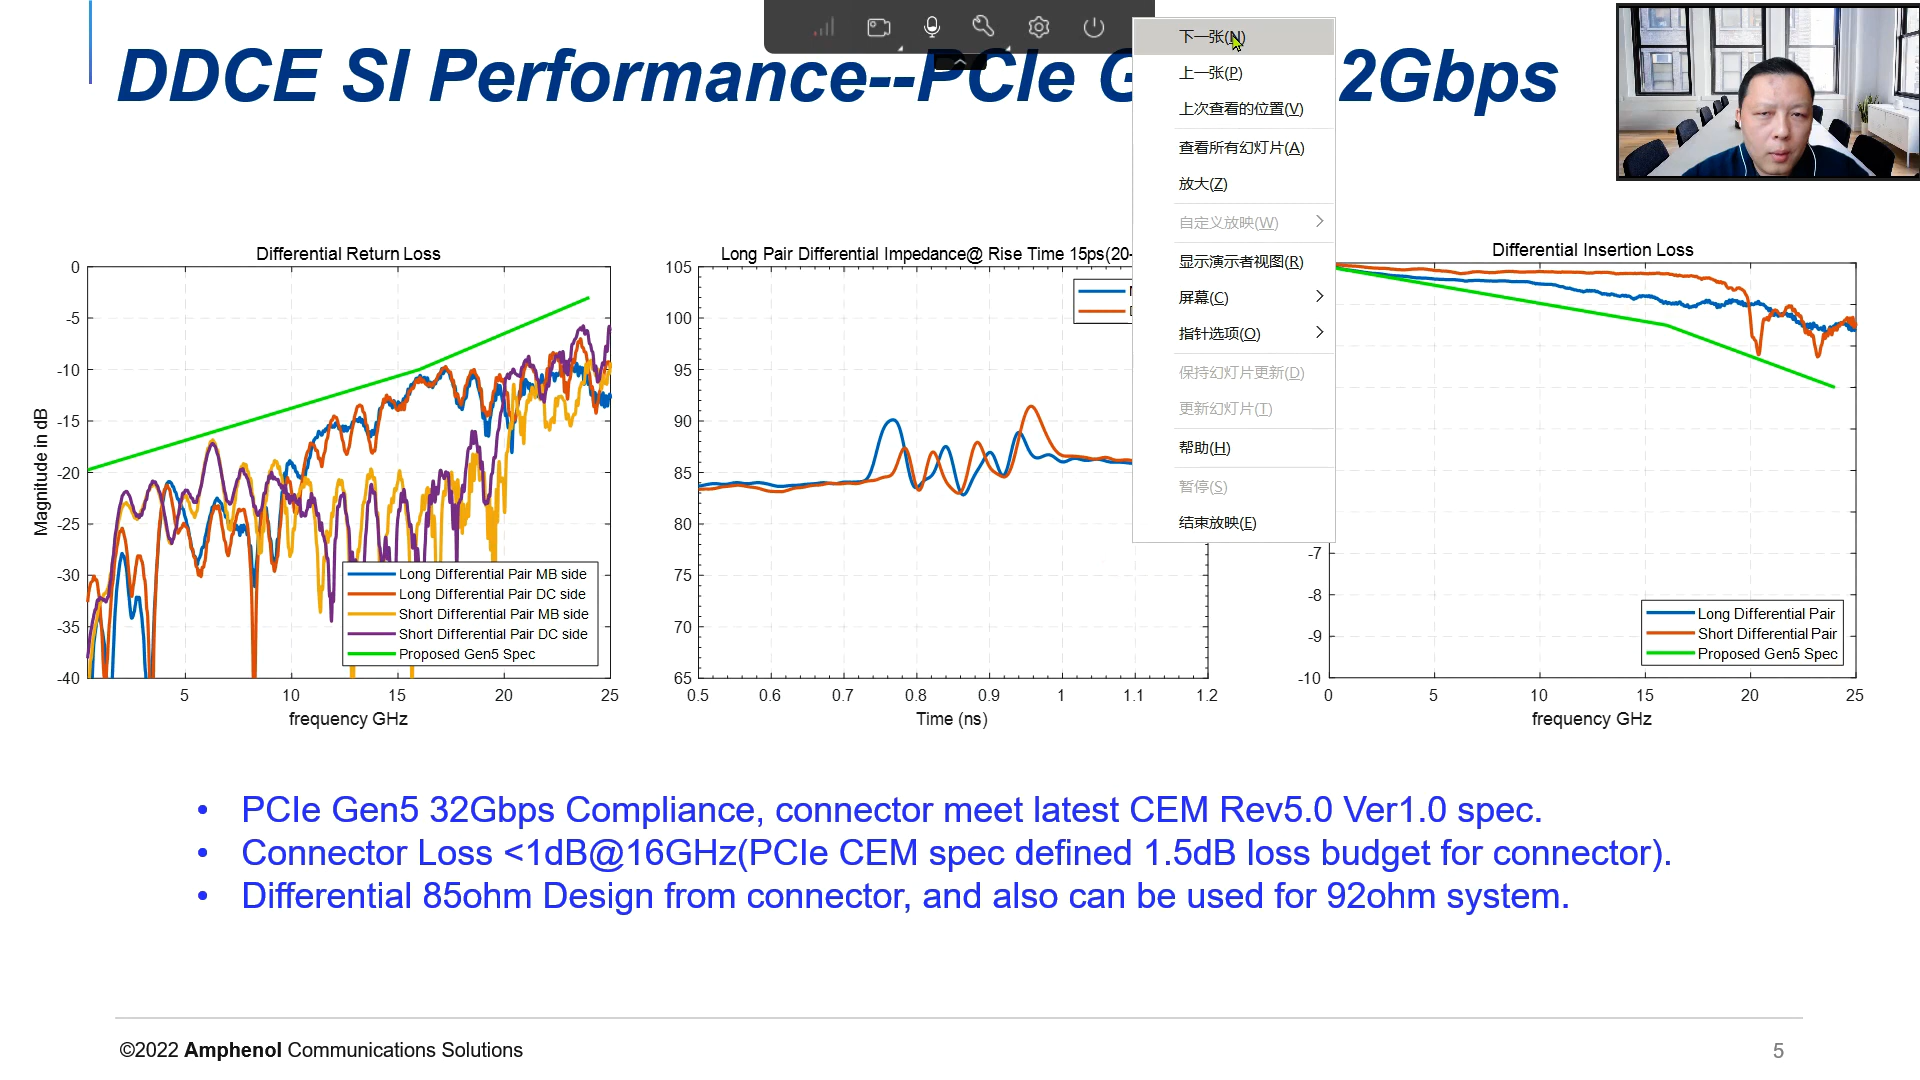 DDCE SI Performance--PCIe G 2Gbps
下一张(N)
上一张(P)
上次查看的位置(V)
查看所有幻灯片(A)
放大(Z)
自定义放映(W)
显示演示者视图(R)
屏幕(C)
指针选项(O)
保持幻灯片更新(D)
更新幻灯片(T)
帮助(H)
暂停(S)
结束放映(E)
Differential Return Loss
0
-5
-10
-15
-20
-25
-30
-35
-40
Magnitude in dB
5
10
15
20
25
frequency GHz
Long Differential Pair MB side
Long Differential Pair DC side
Short Differential Pair MB side
Short Differential Pair DC side
Proposed Gen5 Spec
Long Pair Differential Impedance@ Rise Time 15ps(20-
105
100
95
90
85
80
75
70
65
0.5
0.6
0.7
0.8
0.9
1
1.1
1.2
Time (ns)
Differential Insertion Loss
-7
-8
-9
-10
0
5
10
15
20
25
frequency GHz
Long Differential Pair
Short Differential Pair
Proposed Gen5 Spec
• PCIe Gen5 32Gbps Compliance, connector meet latest CEM Rev5.0 Ver1.0 spec.
• Connector Loss <1dB@16GHz(PCIe CEM spec defined 1.5dB loss budget for connector).
• Differential 85ohm Design from connector, and also can be used for 92ohm system.
©2022 Amphenol Communications Solutions
5